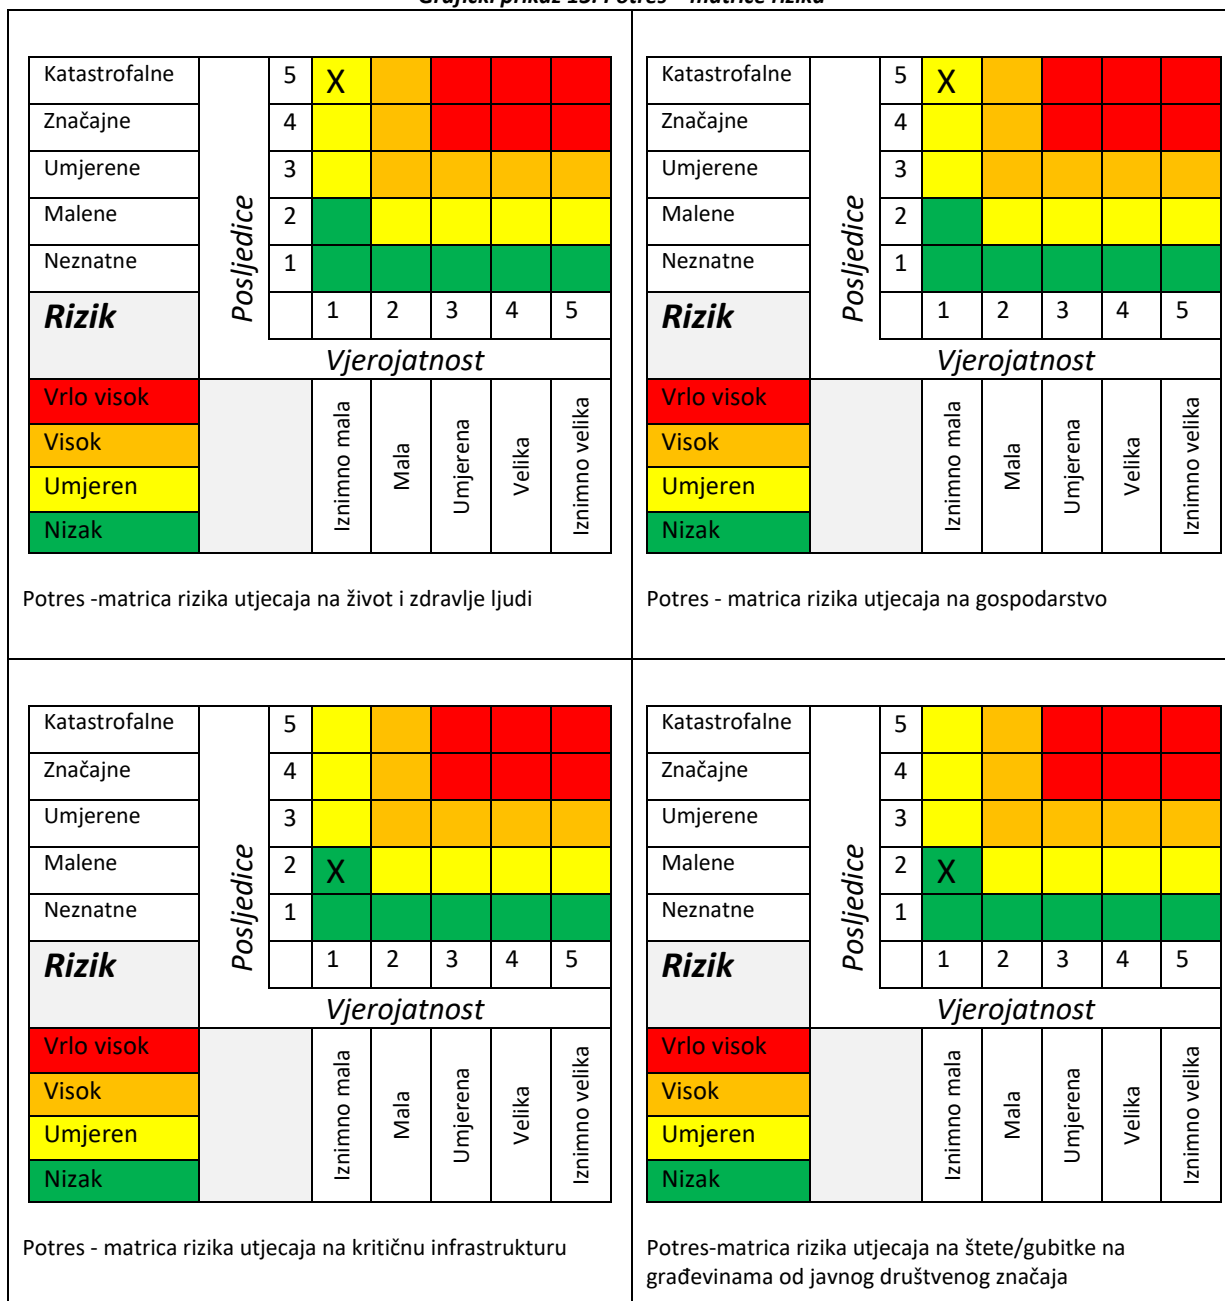 Grafički prikaz 13: Potres – matrice rizika
Katastrofalne 5 X
Značajne 4
Umjerene 3
Malene 2
Neznatne 1
Posljedice
Rizik 1 2 3 4 5
Vjerojatnost
Vrlo visok
Visok
Umjeren
Nizak
Iznimno mala
Mala
Umjerena
Velika
Iznimno velika
Potres -matrica rizika utjecaja na život i zdravlje ljudi
Katastrofalne 5 X
Značajne 4
Umjerene 3
Malene 2
Neznatne 1
Posljedice
Rizik 1 2 3 4 5
Vjerojatnost
Vrlo visok
Visok
Umjeren
Nizak
Iznimno mala
Mala
Umjerena
Velika
Iznimno velika
Potres - matrica rizika utjecaja na gospodarstvo
Katastrofalne 5
Značajne 4
Umjerene 3
Malene 2 X
Neznatne 1
Posljedice
Rizik 1 2 3 4 5
Vjerojatnost
Vrlo visok
Visok
Umjeren
Nizak
Iznimno mala
Mala
Umjerena
Velika
Iznimno velika
Potres - matrica rizika utjecaja na kritičnu infrastrukturu
Katastrofalne 5
Značajne 4
Umjerene 3
Malene 2 X
Neznatne 1
Posljedice
Rizik 1 2 3 4 5
Vjerojatnost
Vrlo visok
Visok
Umjeren
Nizak
Iznimno mala
Mala
Umjerena
Velika
Iznimno velika
Potres-matrica rizika utjecaja na štete/gubitke na
građevinama od javnog društvenog značaja